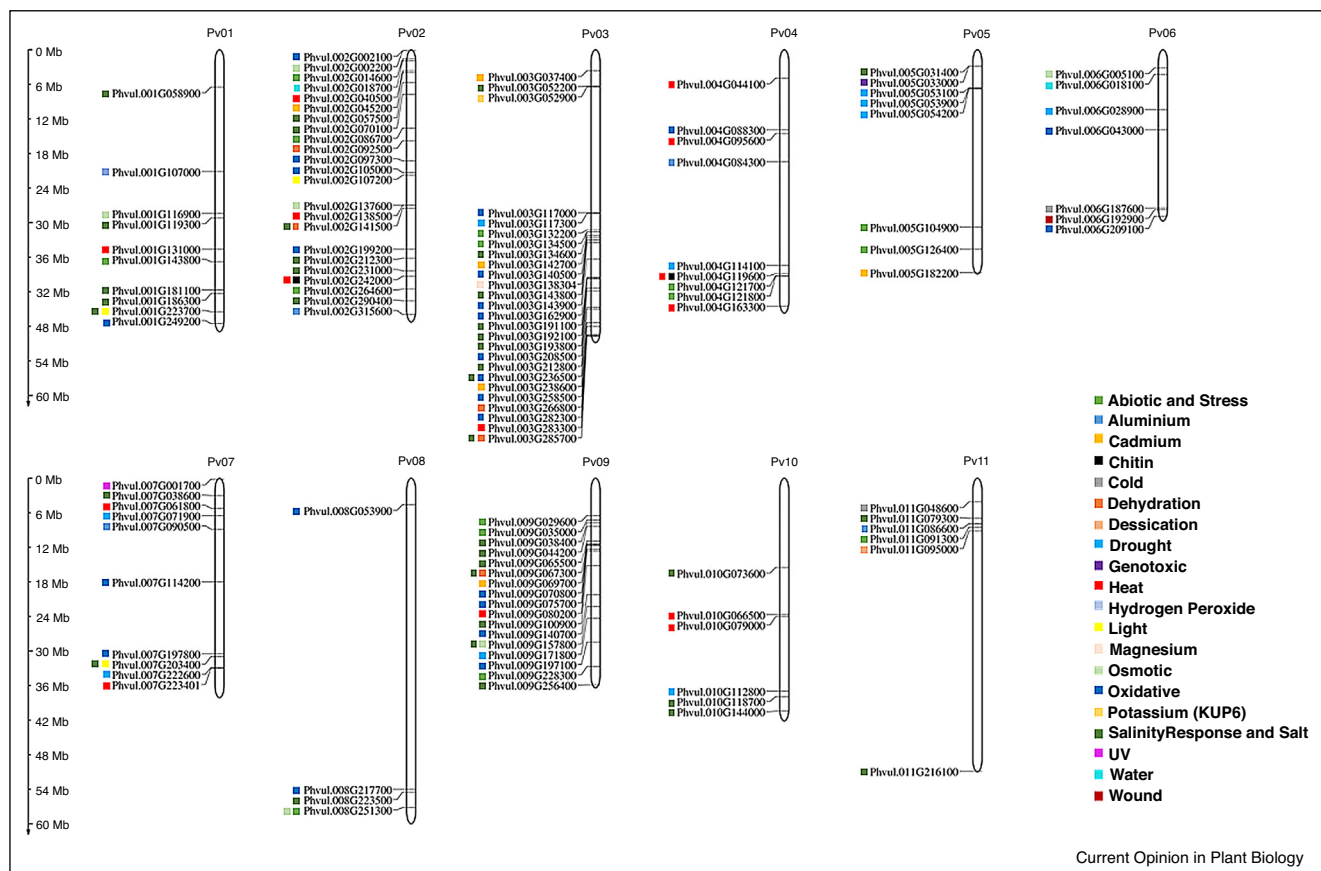 Pv01 Pv02 Pv03 Pv04 Pv05 Pv06
0 Mb
6 Mb
12 Mb
18 Mb
24 Mb
30 Mb
36 Mb
42 Mb
48 Mb
54 Mb
60 Mb
Phvul.001G058900
Phvul.001G107000
Phvul.001G116900
Phvul.001G119300
Phvul.001G131000
Phvul.001G143800
Phvul.001G181100
Phvul.001G186300
Phvul.001G223700
Phvul.001G249200
Phvul.002G002100
Phvul.002G002200
Phvul.002G014600
Phvul.002G018700
Phvul.002G040500
Phvul.002G045200
Phvul.002G057500
Phvul.002G070100
Phvul.002G086700
Phvul.002G092500
Phvul.002G097300
Phvul.002G105000
Phvul.002G107200
Phvul.002G137600
Phvul.002G138500
Phvul.002G141500
Phvul.002G199200
Phvul.002G212300
Phvul.002G231000
Phvul.002G242000
Phvul.002G264600
Phvul.002G290400
Phvul.002G315600
Phvul.003G037400
Phvul.003G052200
Phvul.003G052900
Phvul.003G117000
Phvul.003G117300
Phvul.003G132200
Phvul.003G134500
Phvul.003G134600
Phvul.003G142700
Phvul.003G140500
Phvul.003G138304
Phvul.003G143800
Phvul.003G143900
Phvul.003G162900
Phvul.003G191100
Phvul.003G192100
Phvul.003G193800
Phvul.003G208500
Phvul.003G212800
Phvul.003G236500
Phvul.003G238600
Phvul.003G258500
Phvul.003G266800
Phvul.003G282300
Phvul.003G283300
Phvul.003G285700
Phvul.004G044100
Phvul.004G088300
Phvul.004G095600
Phvul.004G084300
Phvul.004G114100
Phvul.004G119600
Phvul.004G121700
Phvul.004G121800
Phvul.004G163300
Phvul.005G031400
Phvul.005G033000
Phvul.005G053100
Phvul.005G053900
Phvul.005G054200
Phvul.005G104900
Phvul.005G126400
Phvul.005G182200
Phvul.006G005100
Phvul.006G018100
Phvul.006G028900
Phvul.006G043000
Phvul.006G187600
Phvul.006G192900
Phvul.006G209100
Pv07 Pv08 Pv09 Pv10 Pv11
0 Mb
6 Mb
12 Mb
18 Mb
24 Mb
30 Mb
36 Mb
42 Mb
48 Mb
54 Mb
60 Mb
Phvul.007G001700
Phvul.007G038600
Phvul.007G061800
Phvul.007G071900
Phvul.007G090500
Phvul.007G114200
Phvul.007G197800
Phvul.007G203400
Phvul.007G222600
Phvul.007G223401
Phvul.008G053900
Phvul.008G217700
Phvul.008G223500
Phvul.008G251300
Phvul.009G029600
Phvul.009G035000
Phvul.009G038400
Phvul.009G044200
Phvul.009G065500
Phvul.009G067300
Phvul.009G069700
Phvul.009G070800
Phvul.009G075700
Phvul.009G080200
Phvul.009G100900
Phvul.009G140700
Phvul.009G157800
Phvul.009G171800
Phvul.009G197100
Phvul.009G228300
Phvul.009G256400
Phvul.010G073600
Phvul.010G066500
Phvul.010G079000
Phvul.010G112800
Phvul.010G118700
Phvul.010G144000
Phvul.011G048600
Phvul.011G079300
Phvul.011G086600
Phvul.011G091300
Phvul.011G095000
Phvul.011G216100
Abiotic and Stress
Aluminium
Cadmium
Chitin
Cold
Dehydration
Dessication
Drought
Genotoxic
Heat
Hydrogen Peroxide
Light
Magnesium
Osmotic
Oxidative
Potassium (KUP6)
SalinityResponse and Salt
UV
Water
Wound
Current Opinion in Plant Biology